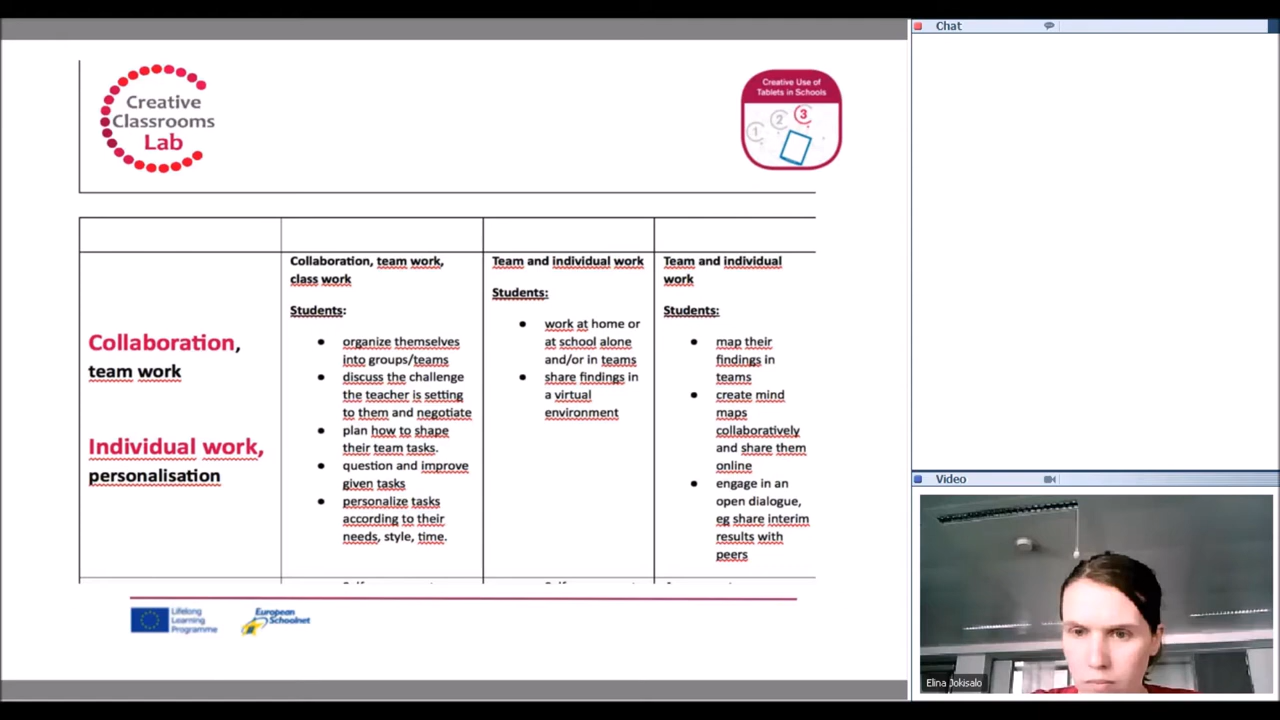 Chat
Creative
Classrooms
Lab
Creative Use of
Tablets in Schools
1 2 3
Collaboration,
team work
Individual work,
personalisation
Collaboration, team work,
class work
Students:
● organize themselves
into groups/teams
● discuss the challenge
the teacher is setting
to them and negotiate
● plan how to shape
their team tasks.
● question and improve
given tasks
● personalize tasks
according to their
needs, style, time.
Team and individual work
Students:
● work at home or
at school alone
and/or in teams
● share findings in
a virtual
environment
Team and individual
work
Students:
● map their
findings in
teams
● create mind
maps
collaboratively
and share them
online
● engage in an
open dialogue,
eg share interim
results with
peers
Lifelong
Learning
Programme
European
Schoolnet
Video
Elina Jokisalo